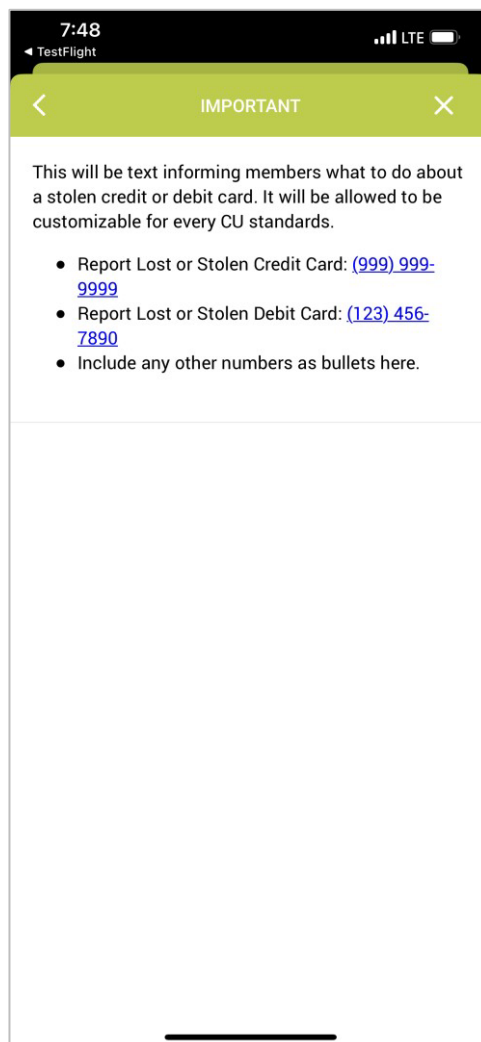 7:48
LTE
◀ TestFlight
IMPORTANT
This will be text informing members what to do about
a stolen credit or debit card. It will be allowed to be
customizable for every CU standards.
● Report Lost or Stolen Credit Card: (999) 999-
9999
● Report Lost or Stolen Debit Card: (123) 456-
7890
● Include any other numbers as bullets here.